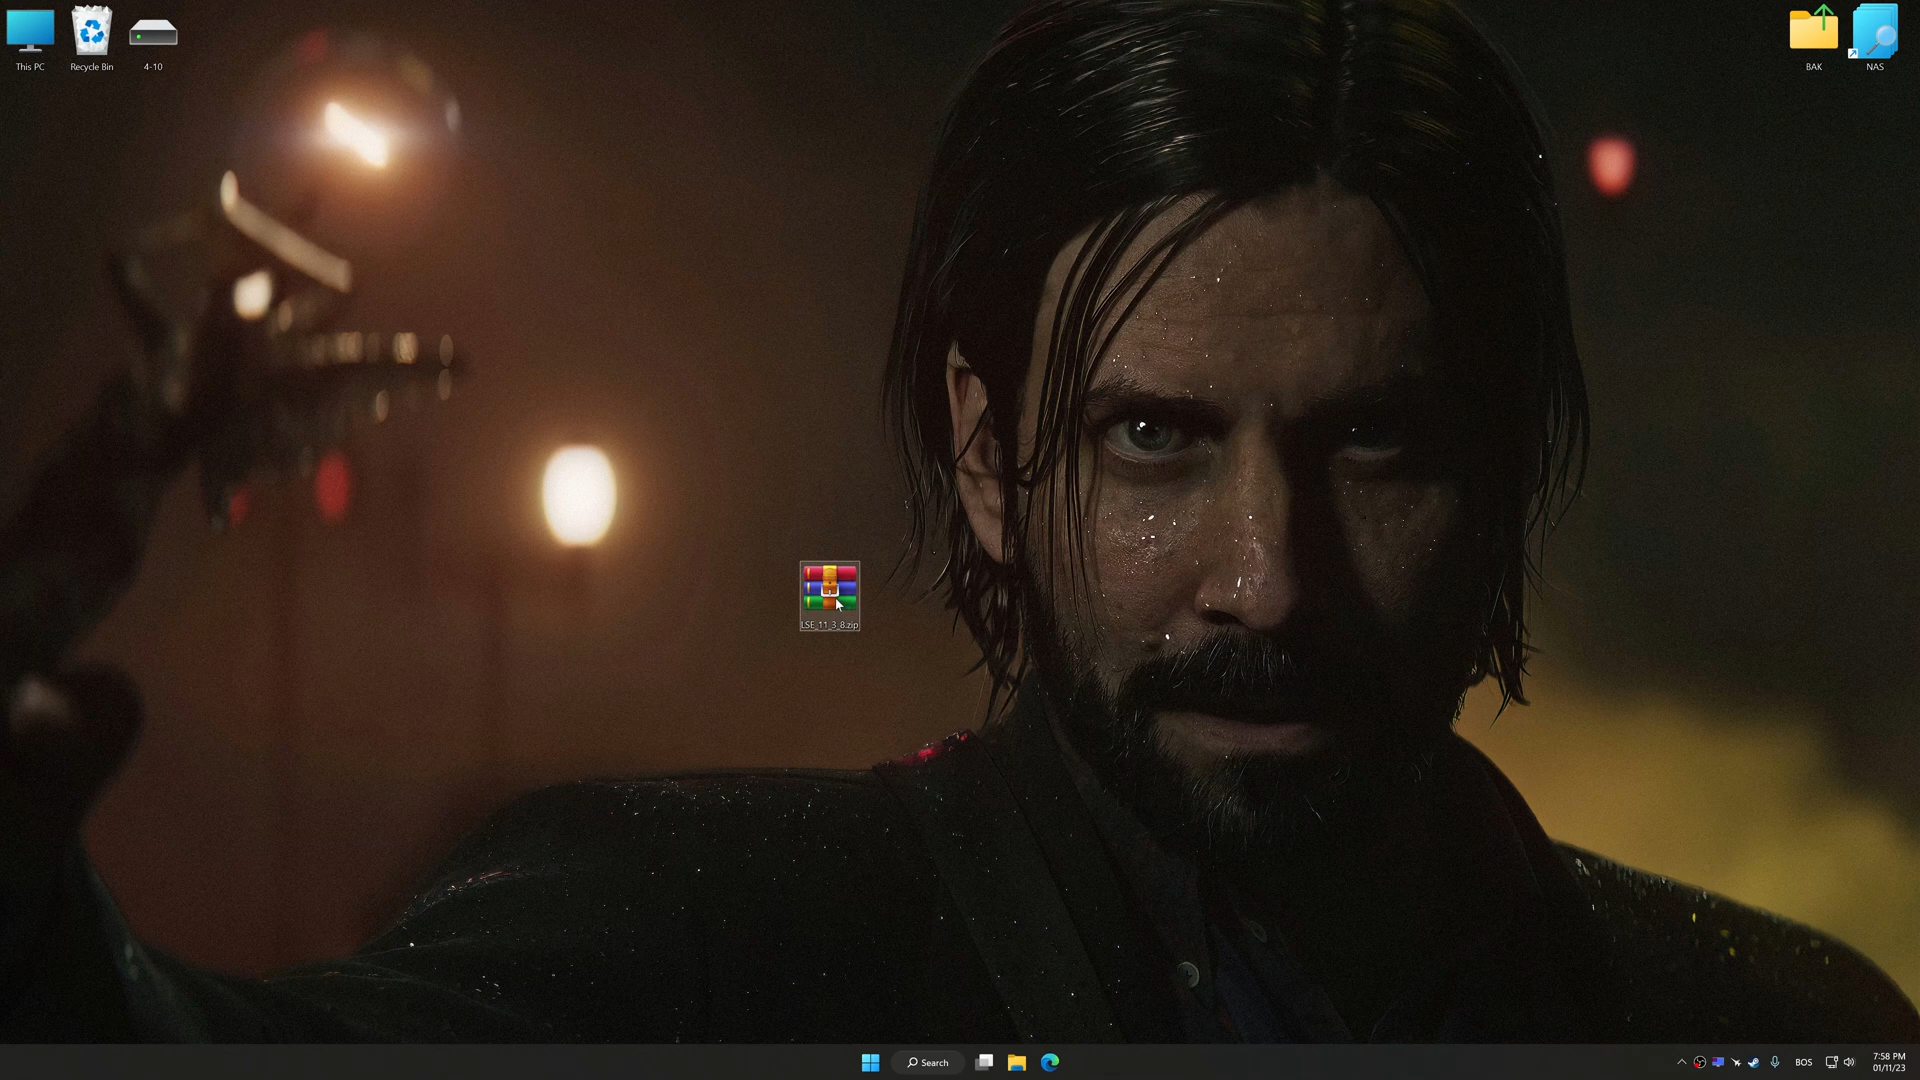 This PC
Recycle Bin
4-10
BAK
NAS
LSE_11_3_8.zip
Search
BOS
7:58 PM
01/11/23